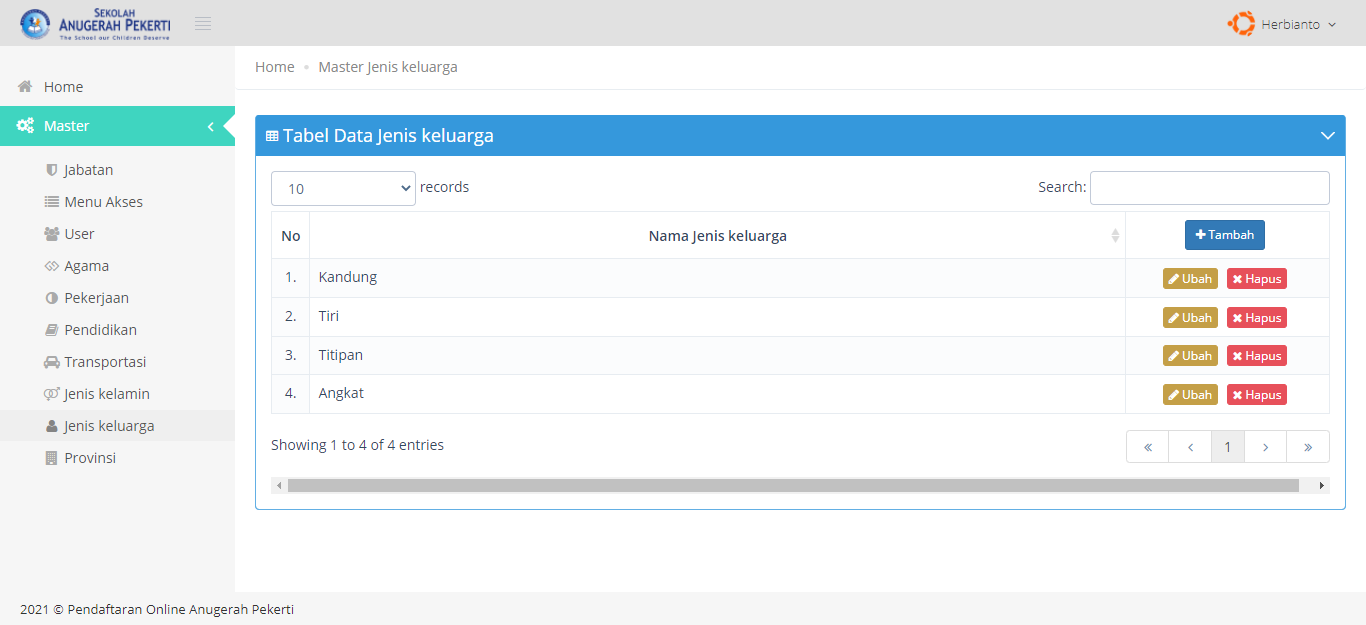 SEKOLAH
ANUGERAH PEKERTI
The School our Children Deserve
Herbianto
Home
Master
Jabatan
Menu Akses
User
Agama
Pekerjaan
Pendidikan
Transportasi
Jenis kelamin
Jenis keluarga
Provinsi
Home Master Jenis keluarga
Tabel Data Jenis keluarga
10 records Search:
No Nama Jenis keluarga Tambah
1. Kandung Ubah Hapus
2. Tiri Ubah Hapus
3. Titipan Ubah Hapus
4. Angkat Ubah Hapus
Showing 1 to 4 of 4 entries « ‹ 1 › »
2021 © Pendaftaran Online Anugerah Pekerti